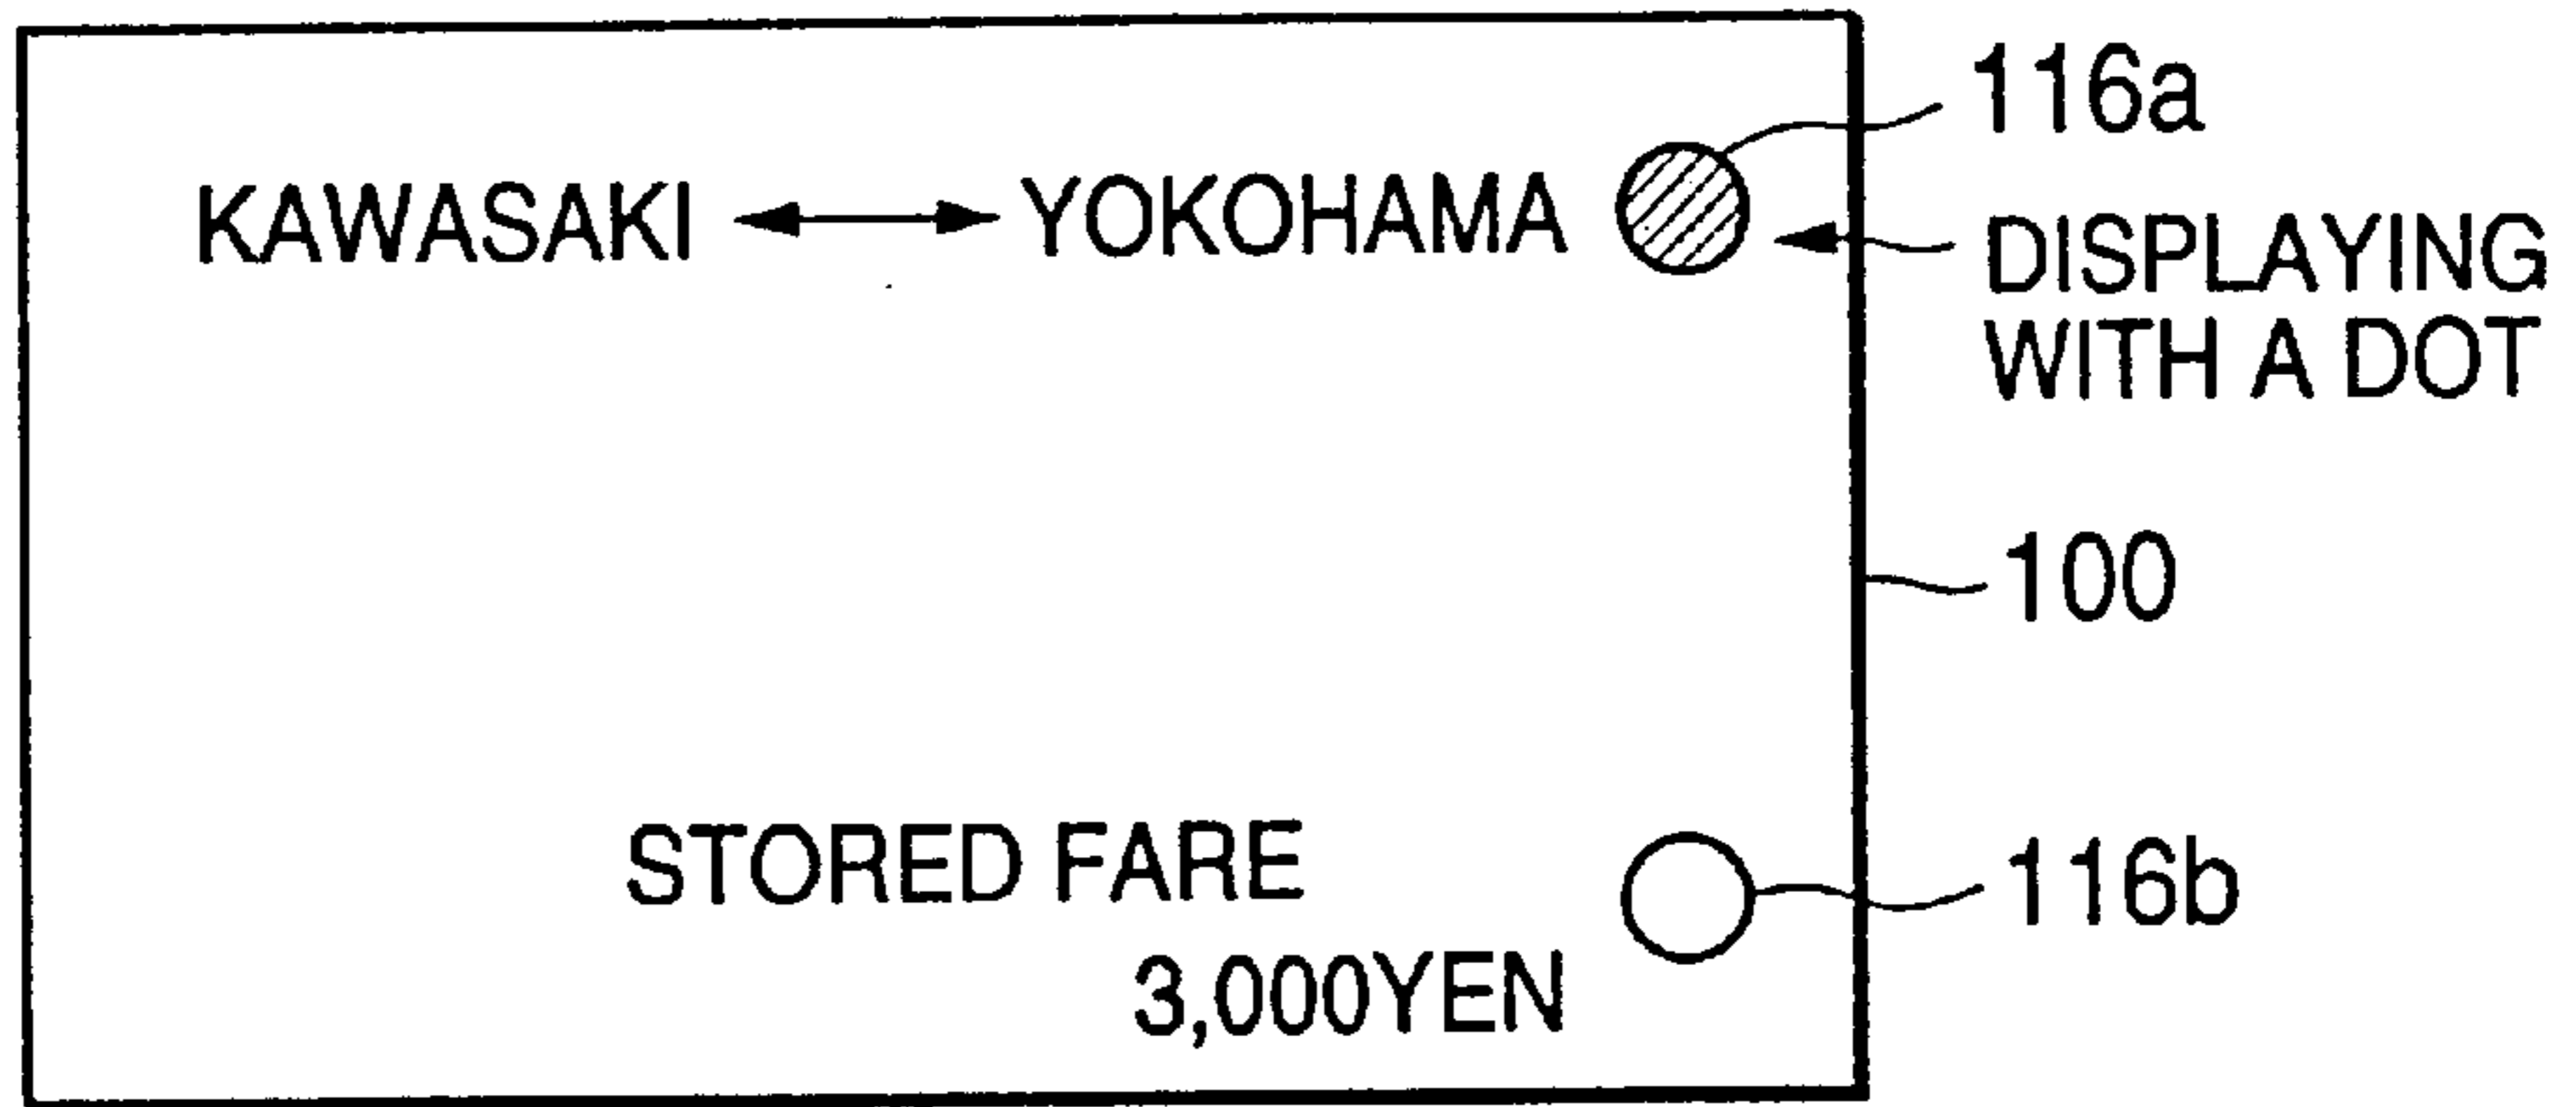 116a
KAWASAKI ↔ YOKOHAMA
DISPLAYING
WITH A DOT
100
STORED FARE
116b
3,000YEN